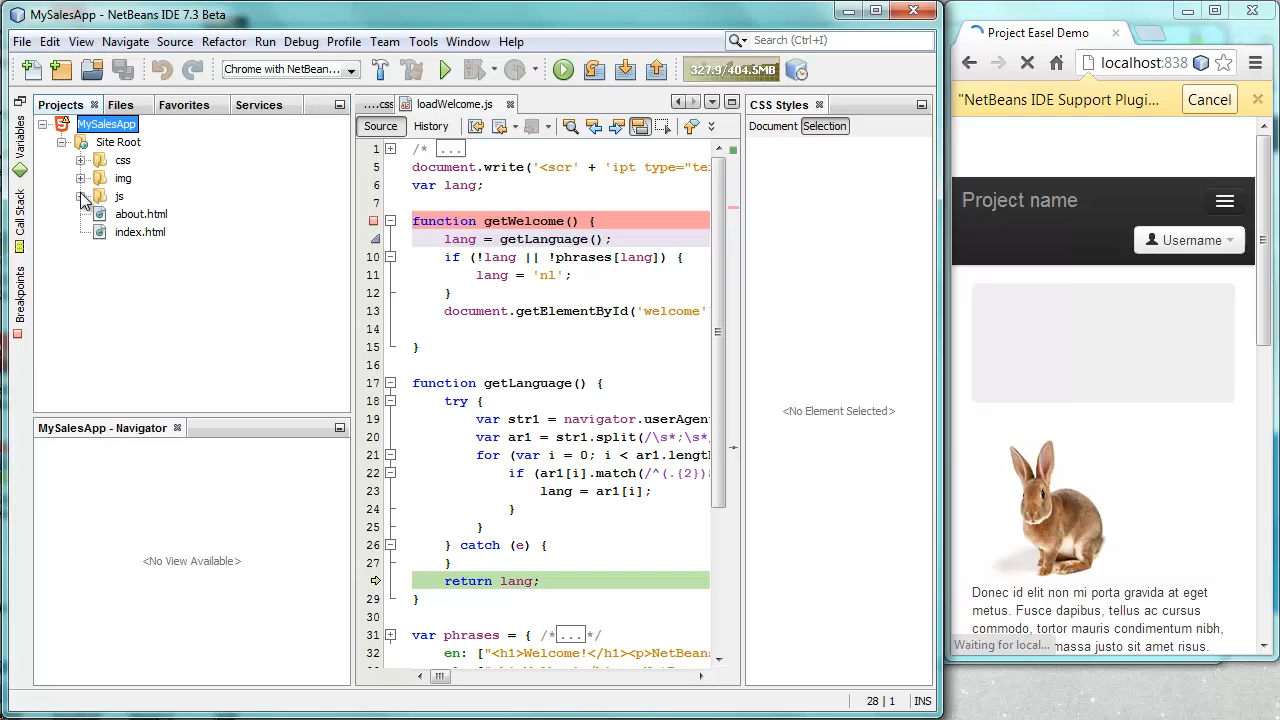 MySalesApp - NetBeans IDE 7.3 Beta
File Edit View Navigate Source Refactor Run Debug Profile Team Tools Window Help
Search (Ctrl+I)
Chrome with NetBean...
327.9/404.5MB
Projects Files Favorites Services
MySalesApp
Site Root
css
img
js
about.html
index.html
Variables
Call Stack
Breakpoints
MySalesApp - Navigator
<No View Available>
....css loadWelcome.js
Source History
1 /* ...
5 document.write('<scr' + 'ipt type="te
6 var lang;
7
function getWelcome() {
lang = getLanguage();
10 if (!lang || !phrases[lang]) {
11 lang = 'nl';
12 }
13 document.getElementById('welcome'
14
15 }
16
17 function getLanguage() {
18 try {
19 var str1 = navigator.userAgen
20 var ar1 = str1.split(/\s*;\s*
21 for (var i = 0; i < ar1.lengt
22 if (ar1[i].match(/^(.{2})
23 lang = ar1[i];
24 }
25 }
26 } catch (e) {
27 }
return lang;
29 }
30
31 var phrases = { /*...*/
32 en: ["<h1>Welcome!</h1><p>NetBean
CSS Styles
Document Selection
<No Element Selected>
28 | 1 INS
Project Easel Demo
localhost:838
"NetBeans IDE Support Plugi... Cancel
Project name
Username
Donec id elit non mi porta gravida at eget
metus. Fusce dapibus, tellus ac cursus
commodo, tortor mauris condimentum nibh,
massa justo sit amet risus.
Waiting for local...